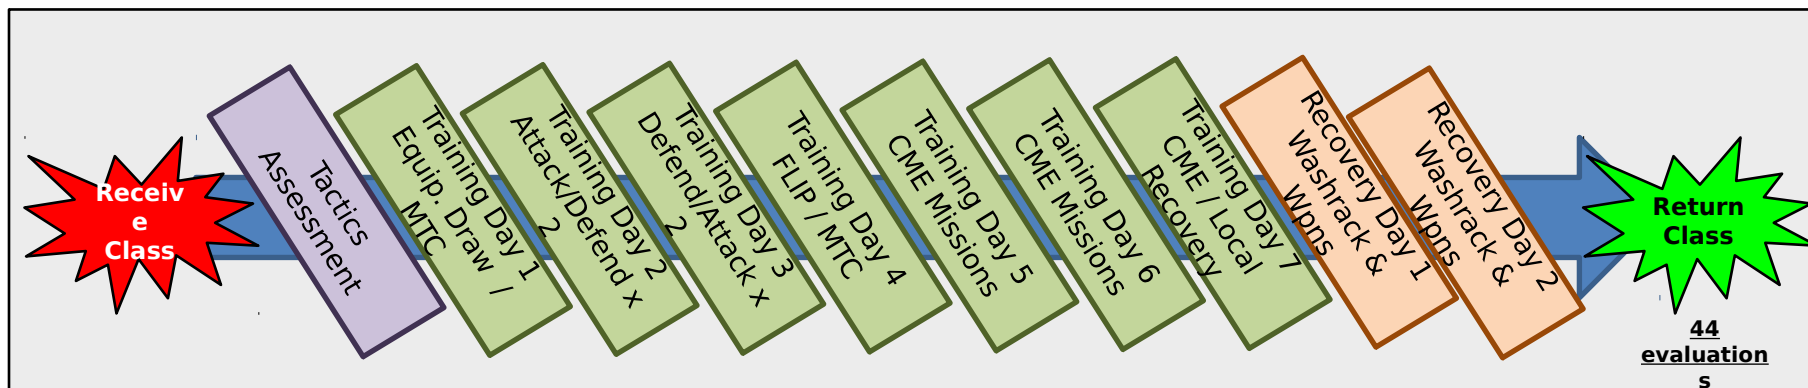 Receiv
e
Class
Tactics
Assessment
Training Day 1
Equip. Draw /
MTC
Training Day 2
Attack/Defend x
2
Training Day 3
Defend/Attack x
2
Training Day 4
FLIP / MTC
Training Day 5
CME Missions
Training Day 6
CME Missions
Training Day 7
CME / Local
Recovery
Recovery Day 1
Washrack &
Wpns
Recovery Day 2
Washrack &
Wpns
Return
Class
44
evaluation
s